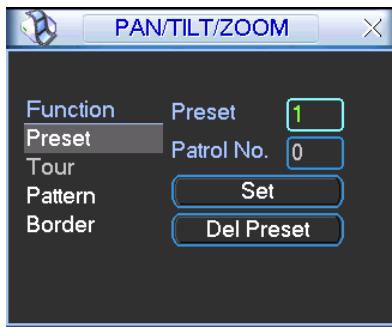 PAN/TILT/ZOOM
Function
Preset
Tour
Pattern
Border
Preset 1
Patrol No. 0
Set
Del Preset